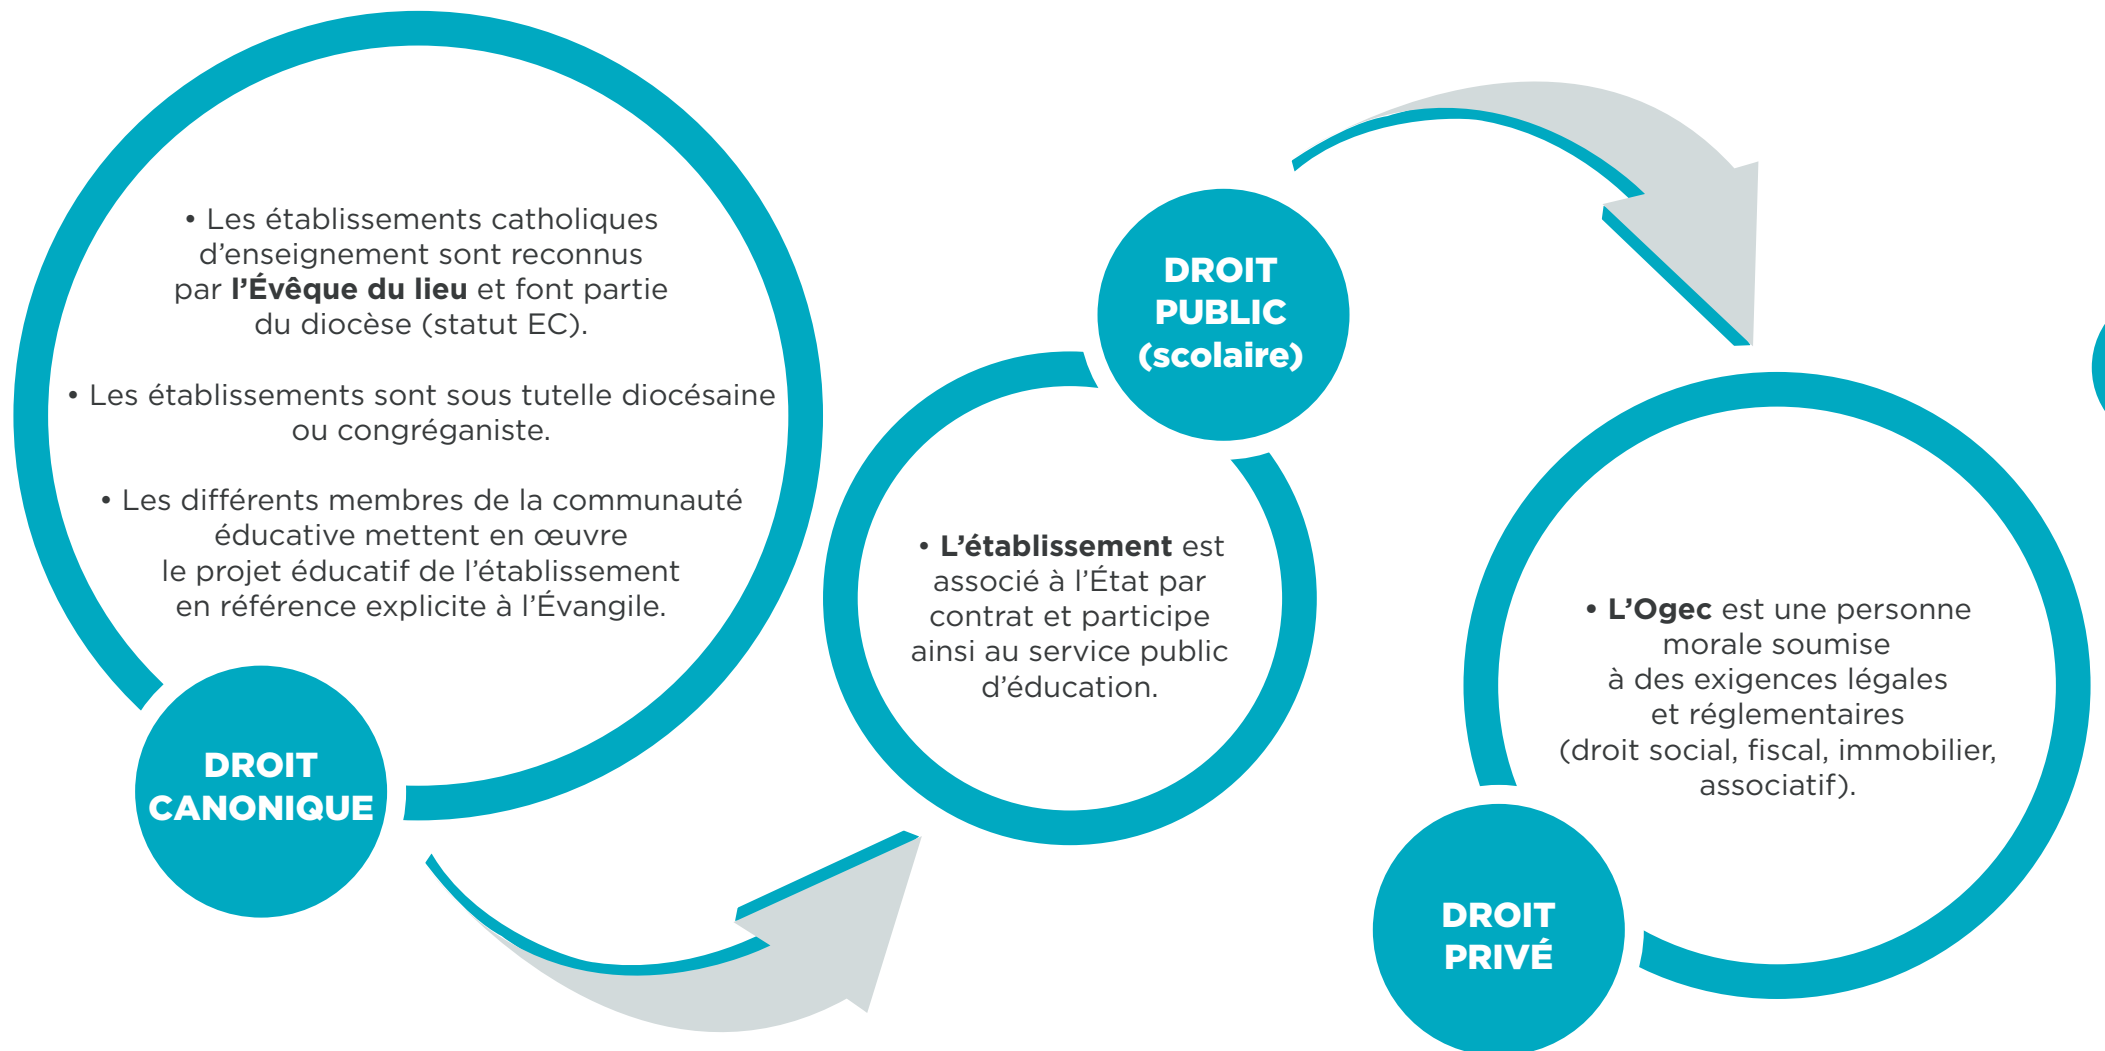 • Les établissements catholiques
d’enseignement sont reconnus
par l’Évêque du lieu et font partie
du diocèse (statut EC).
• Les établissements sont sous tutelle diocésaine
ou congréganiste.
• Les différents membres de la communauté
éducative mettent en œuvre
le projet éducatif de l’établissement
en référence explicite à l’Évangile.
DROIT
CANONIQUE
DROIT
PUBLIC
(scolaire)
• L’établissement est
associé à l’État par
contrat et participe
ainsi au service public
d’éducation.
• L’Ogec est une personne
morale soumise
à des exigences légales
et réglementaires
(droit social, fiscal, immobilier,
associatif).
DROIT
PRIVÉ